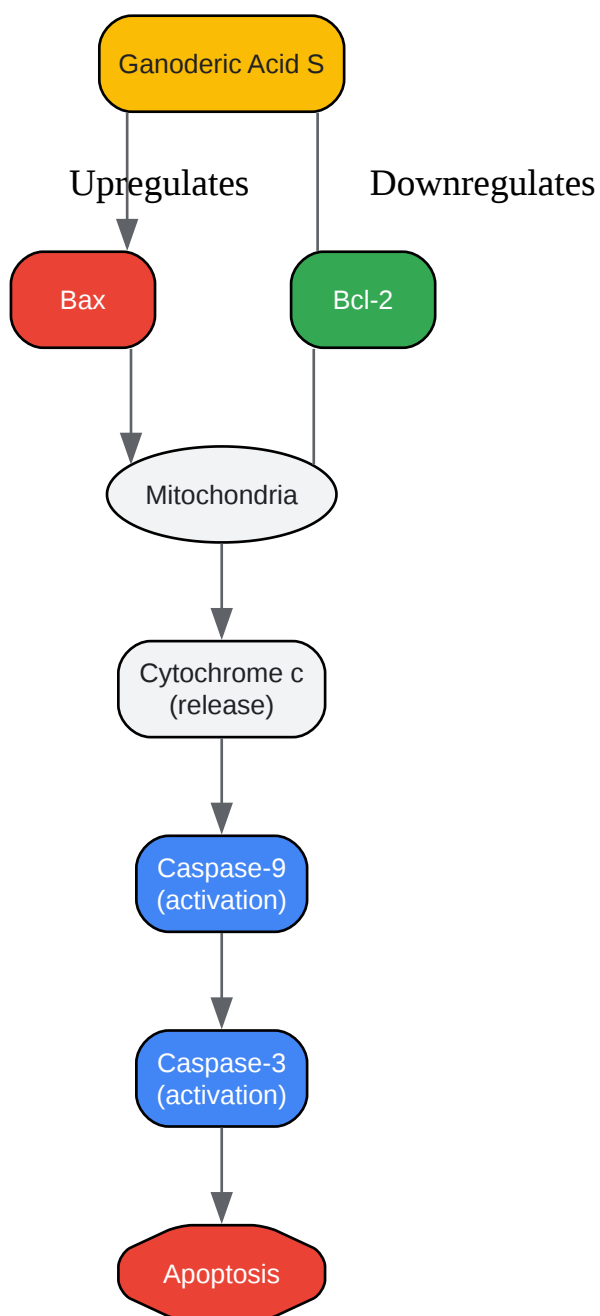 Ganoderic Acid S
Upregulates
Downregulates
Bax
Bcl-2
Mitochondria
Cytochrome c
(release)
Caspase-9
(activation)
Caspase-3
(activation)
Apoptosis